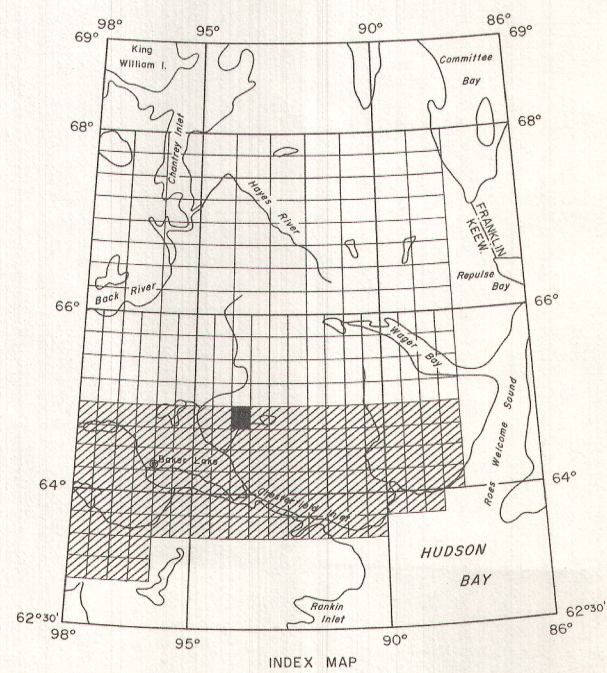 98°
95°
90°
86°
69°
69°
King
William I.
Committee
Bay
68°
68°
Chantrey Inlet
Hayes
River
FRANKLIN
KEEW.
Repulse
Bay
Back River
66°
66°
Wager Bay
Roes Welcome Sound
Baker Lake
64°
64°
Chesterfield Inlet
HUDSON
BAY
Rankin
Inlet
62°30'
62°30'
98°
95°
90°
86°
INDEX MAP